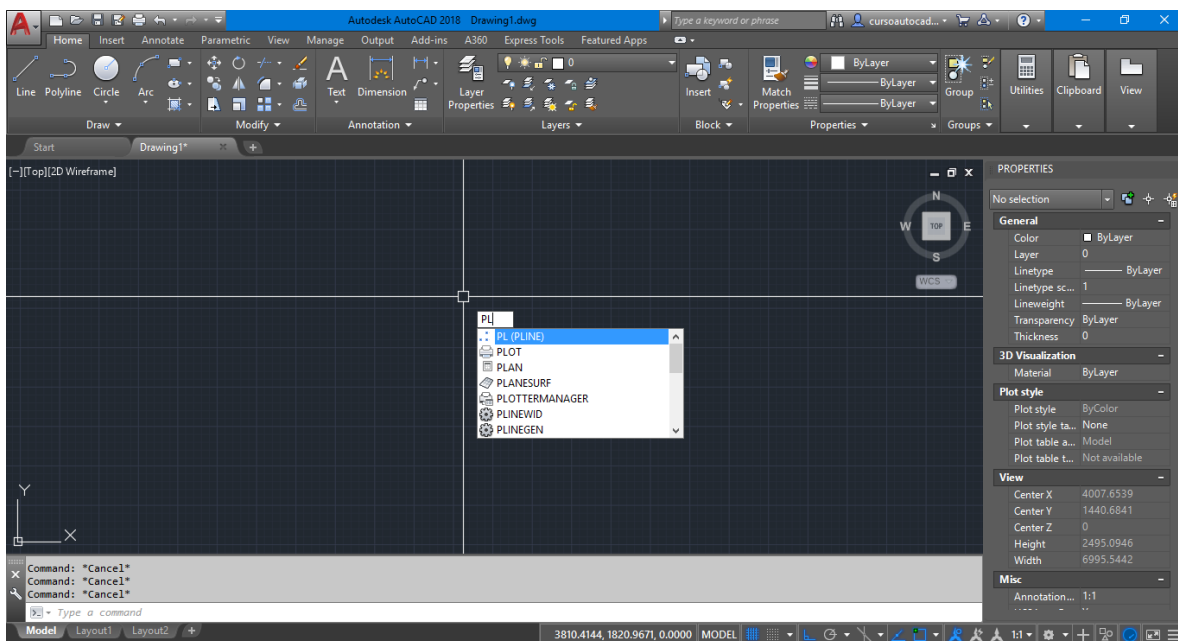 Autodesk AutoCAD 2018 Drawing1.dwg
Type a keyword or phrase
cursoautocad...
Home Insert Annotate Parametric View Manage Output Add-ins A360 Express Tools Featured Apps
0
ByLayer
ByLayer
ByLayer
Line Polyline Circle Arc
Text Dimension
Layer Properties
Insert
Match Properties
Group
Utilities Clipboard View
Draw Modify Annotation Layers Block Properties Groups
Start Drawing1*
[−][Top][2D Wireframe]
N
W TOP E
S
WCS
PL
PL (PLINE)
PLOT
PLAN
PLANESURF
PLOTTERMANAGER
PLINEWID
PLINEGEN
Y
X
PROPERTIES
No selection
General
Color ByLayer
Layer 0
Linetype ByLayer
Linetype sc... 1
Lineweight ByLayer
Transparency ByLayer
Thickness 0
3D Visualization
Material ByLayer
Plot style
Plot style ByColor
Plot style ta... None
Plot table a... Model
Plot table t... Not available
View
Center X 4007.6539
Center Y 1440.6841
Center Z 0
Height 2495.0946
Width 6995.5442
Misc
Annotation... 1:1
Command: *Cancel*
Command: *Cancel*
Command: *Cancel*
Type a command
Model Layout1 Layout2 +
3810.4144, 1820.9671, 0.0000 MODEL 1:1